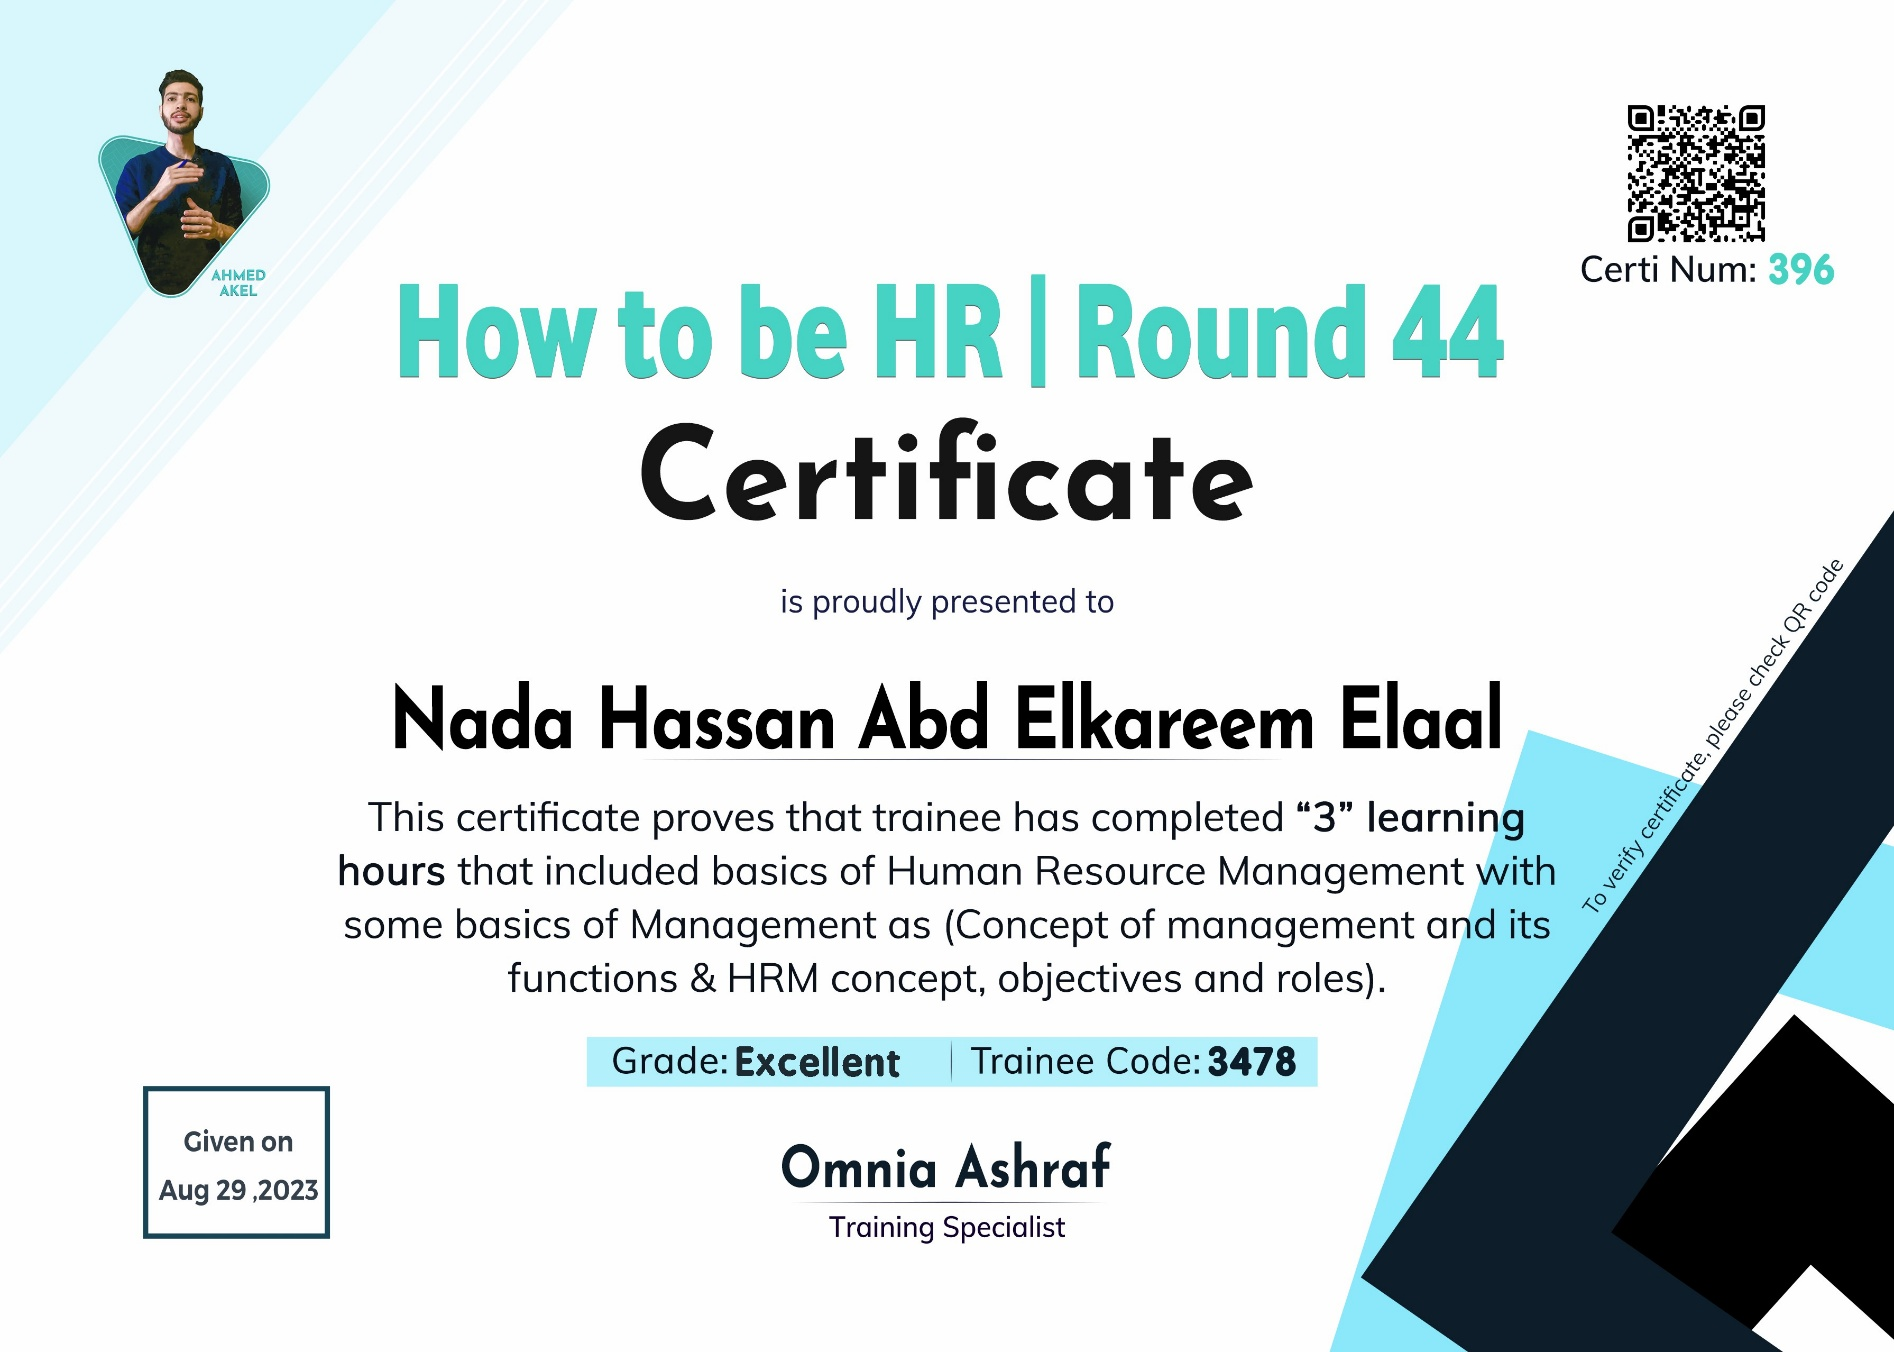 AHMED
AKEL
Certi Num: 396
How to be HR | Round 44
Certificate
is proudly presented to
Nada Hassan Abd Elkareem Elaal
This certificate proves that trainee has completed “3” learning
hours that included basics of Human Resource Management with
some basics of Management as (Concept of management and its
functions & HRM concept, objectives and roles).
To verify certificate, please check QR code
Grade: Excellent | Trainee Code: 3478
Given on
Aug 29 ,2023
Omnia Ashraf
Training Specialist